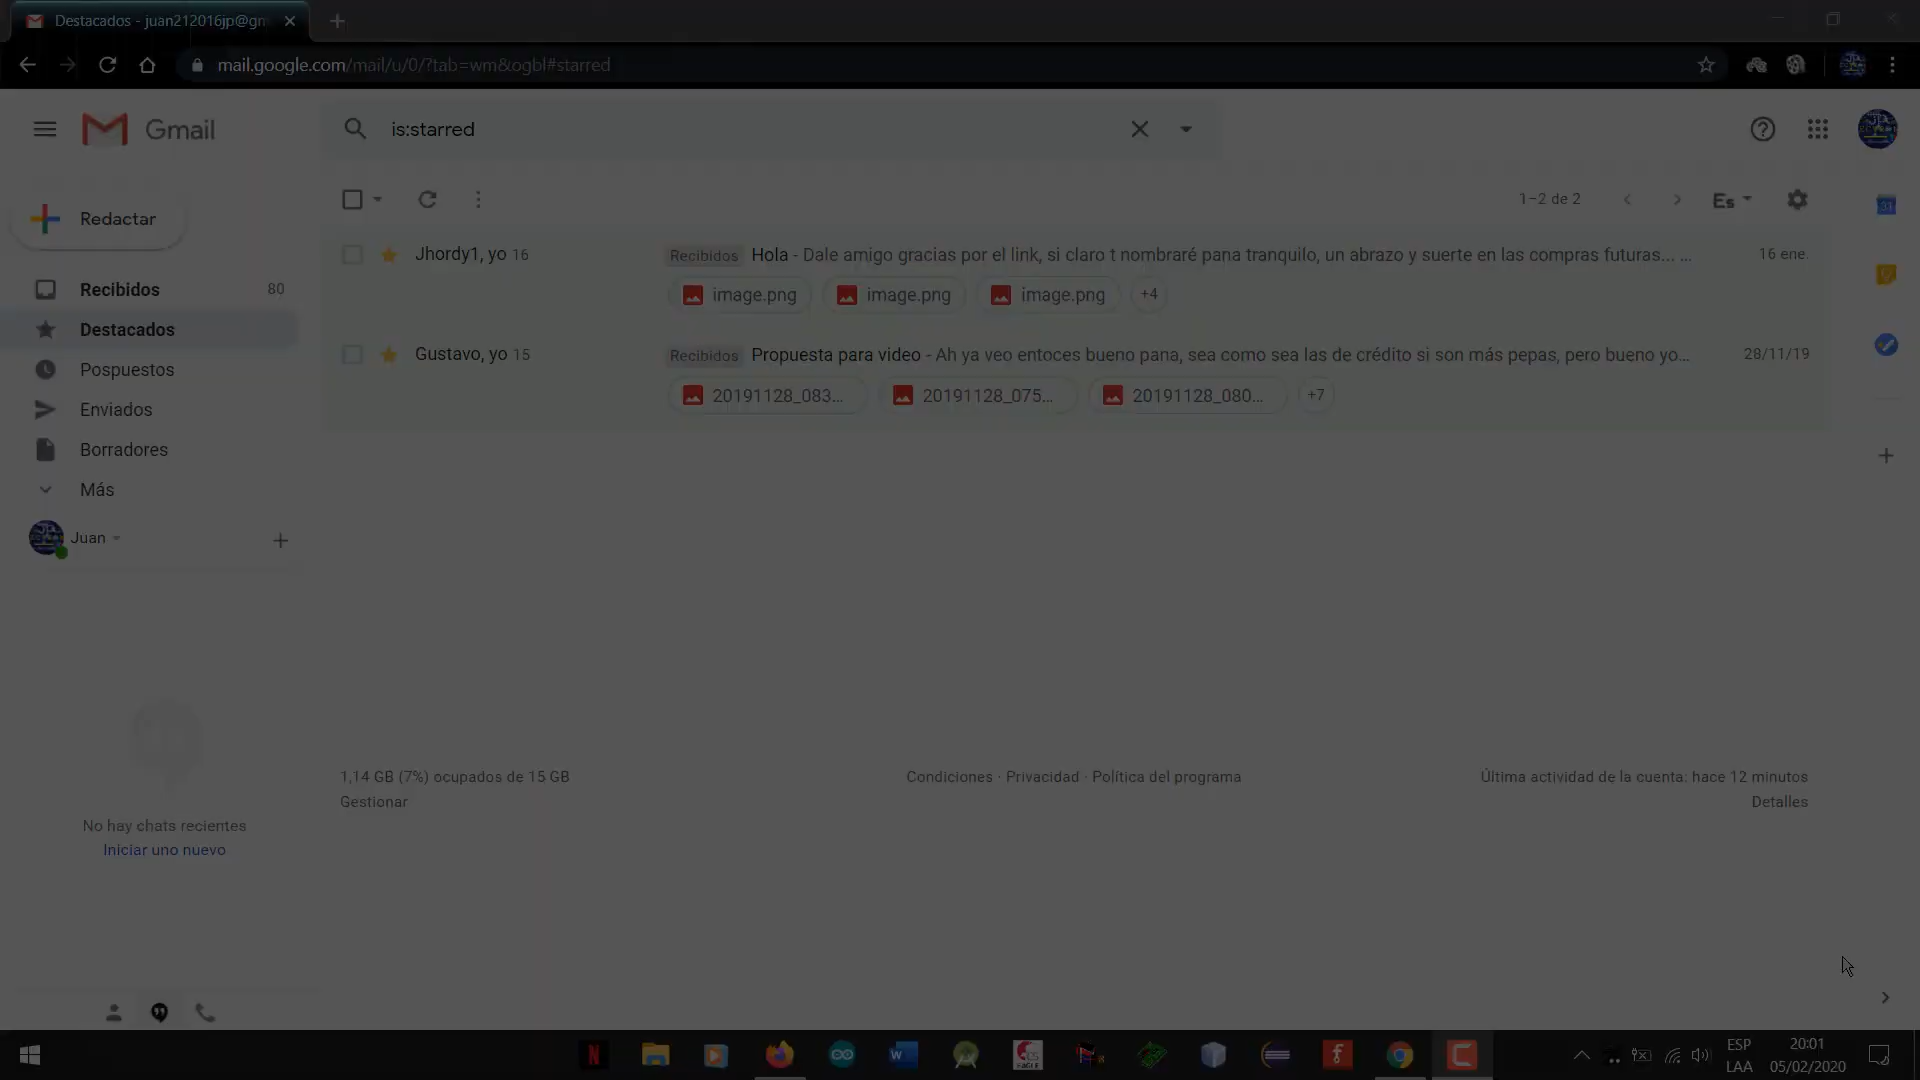 Destacados - juan212016jp@gm
mail.google.com/mail/u/0/?tab=wm&ogbl#starred
Gmail
is:starred
Redactar
1–2 de 2
Es
Recibidos 80
Destacados
Pospuestos
Enviados
Borradores
Más
Juan
Jhordy1, yo 16 Recibidos Hola - Dale amigo gracias por el link, si claro t nombraré pana tranquilo, un abrazo y suerte en las compras futuras... ... 16 ene.
image.png image.png image.png +4
Gustavo, yo 15 Recibidos Propuesta para video - Ah ya veo entoces bueno pana, sea como sea las de crédito si son más pepas, pero bueno yo... 28/11/19
20191128_083... 20191128_075... 20191128_080... +7
1,14 GB (7%) ocupados de 15 GB
Gestionar
Condiciones · Privacidad · Política del programa
Última actividad de la cuenta: hace 12 minutos
Detalles
No hay chats recientes
Iniciar uno nuevo
ESP
LAA
20:01
05/02/2020